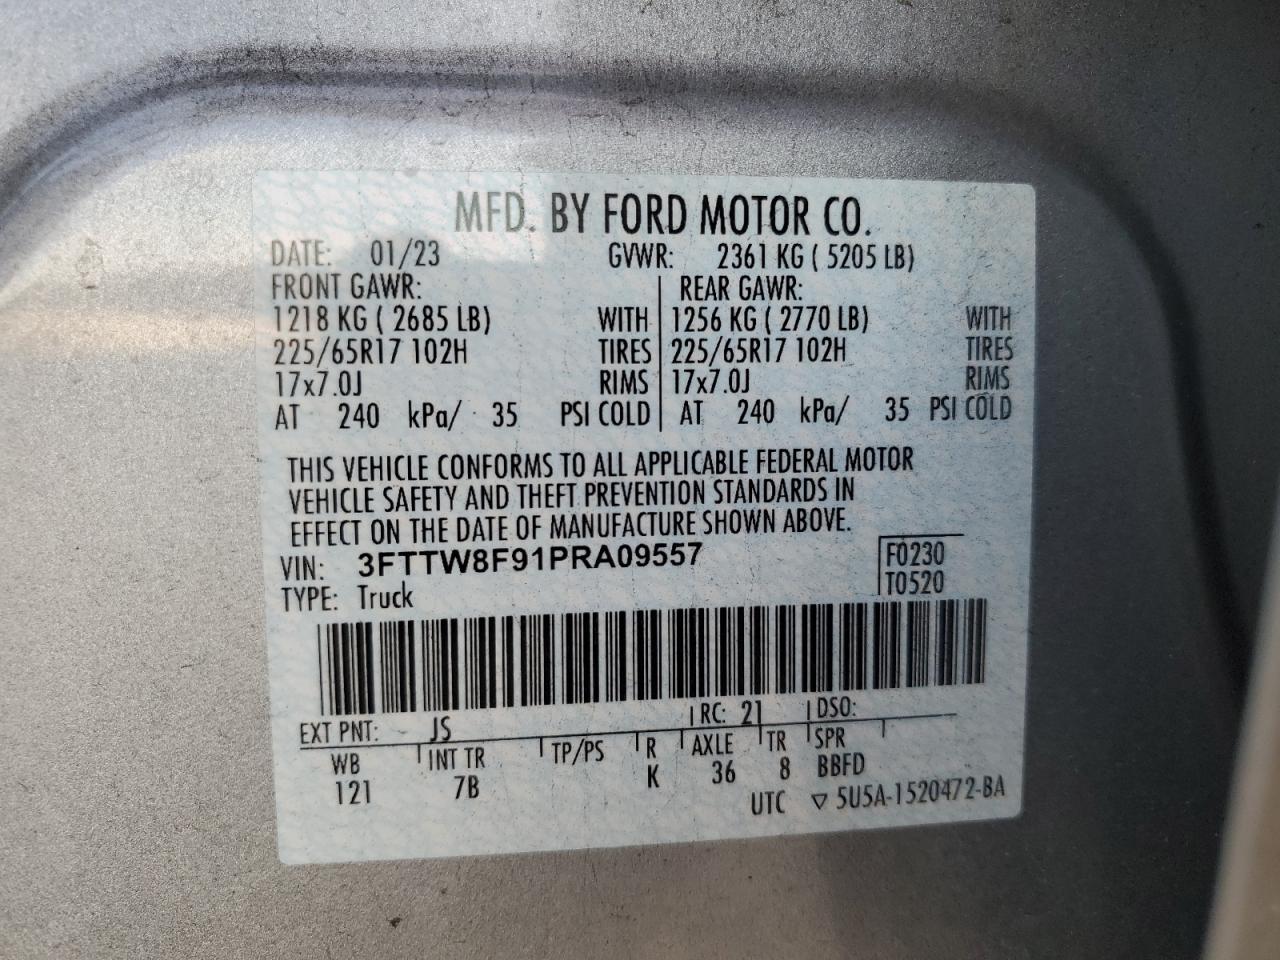 MFD. BY FORD MOTOR CO.
DATE: 01/23 GVWR: 2361 KG ( 5205 LB)
FRONT GAWR: REAR GAWR:
1218 KG ( 2685 LB) WITH 1256 KG ( 2770 LB) WITH
225/65R17 102H TIRES 225/65R17 102H TIRES
17x7.0J RIMS 17x7.0J RIMS
AT 240 kPa/ 35 PSI COLD AT 240 kPa/ 35 PSI COLD
THIS VEHICLE CONFORMS TO ALL APPLICABLE FEDERAL MOTOR
VEHICLE SAFETY AND THEFT PREVENTION STANDARDS IN
EFFECT ON THE DATE OF MANUFACTURE SHOWN ABOVE.
VIN: 3FTTW8F91PRA09557 F0230
TYPE: Truck T0520
EXT PNT: JS RC: 21 DSO:
WB INT TR TP/PS R AXLE TR SPR
121 7B K 36 8 BBFD
UTC ▽ 5U5A-1520472-BA